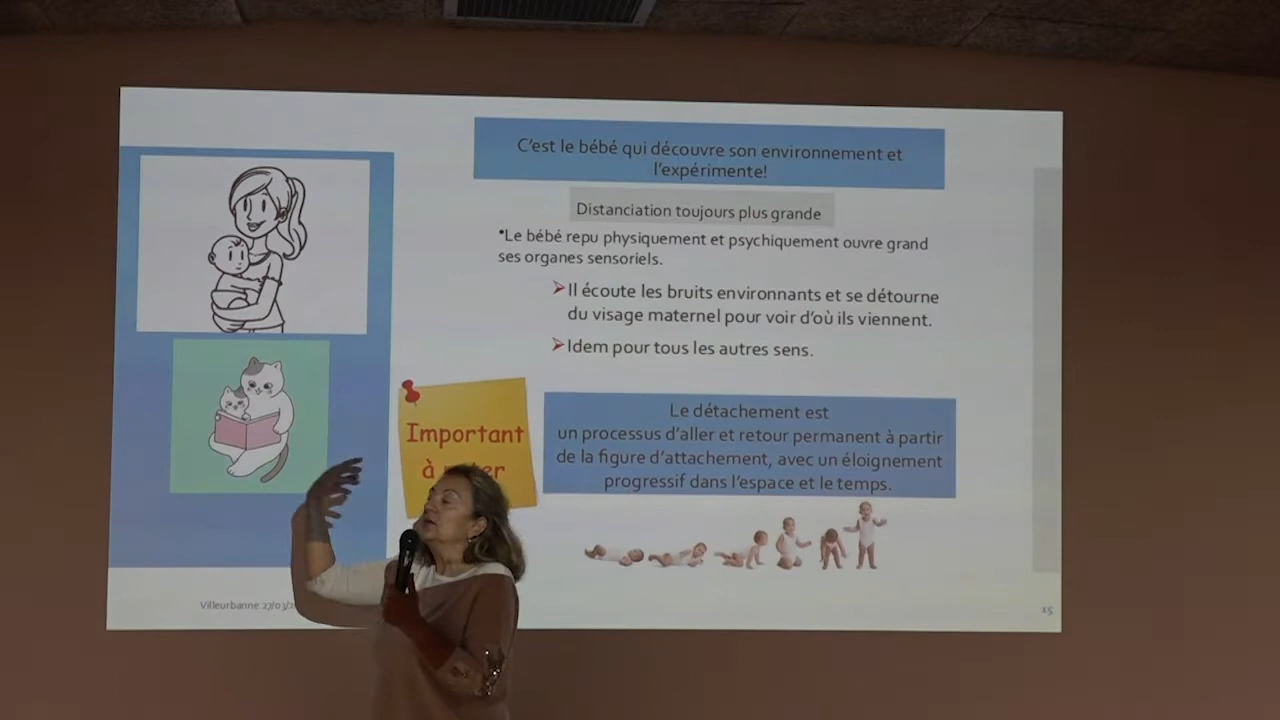 C'est le bébé qui découvre son environnement et
l'expérimente!
Distanciation toujours plus grande
•Le bébé repu physiquement et psychiquement ouvre grand
ses organes sensoriels.
➢Il écoute les bruits environnants et se détourne
du visage maternel pour voir d'où ils viennent.
➢Idem pour tous les autres sens.
Important
à
Le détachement est
un processus d'aller et retour permanent à partir
de la figure d'attachement, avec un éloignement
progressif dans l'espace et le temps.
Villeurbanne 27/03/2
15